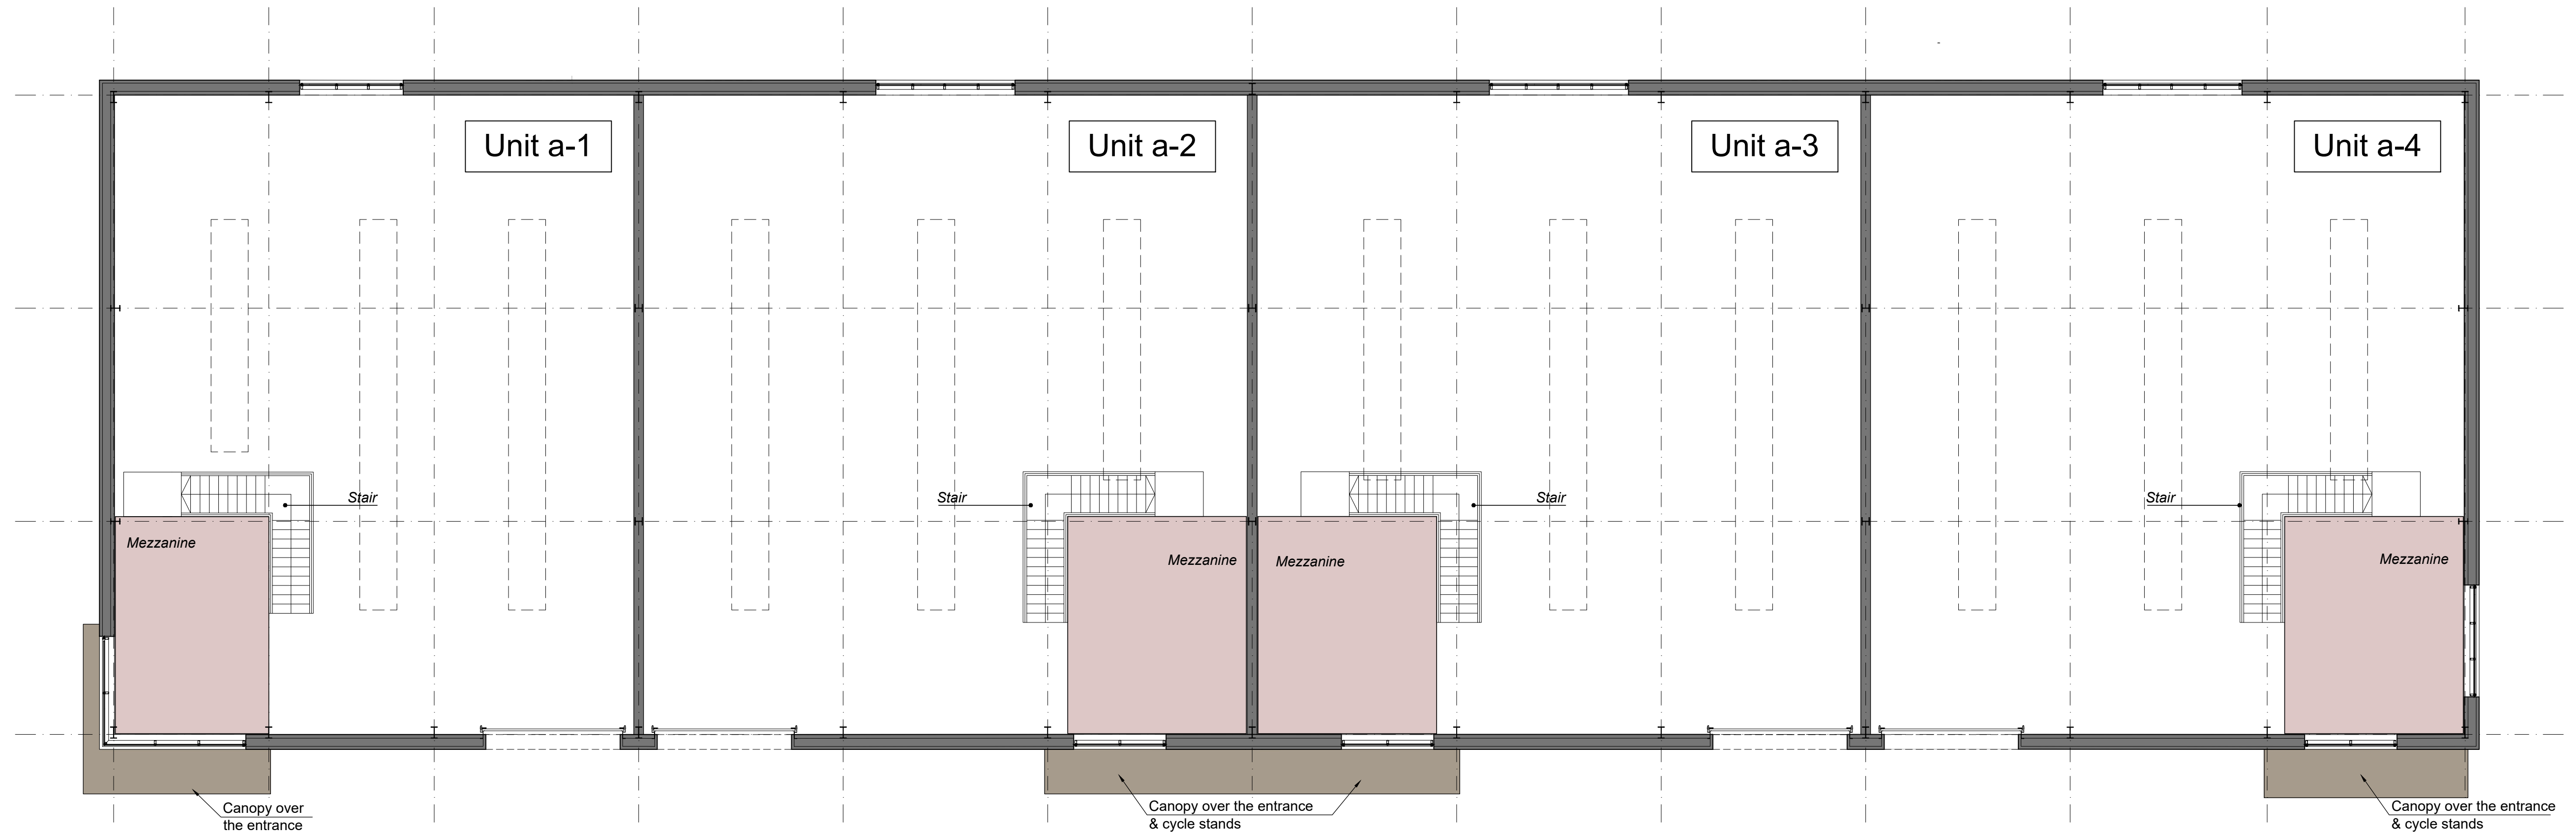 Unit a-1
Unit a-2
Unit a-3
Unit a-4
Stair
Stair
Stair
Stair
Mezzanine
Mezzanine
Mezzanine
Mezzanine
Canopy over
the entrance
Canopy over the entrance
& cycle stands
Canopy over the entrance
& cycle stands